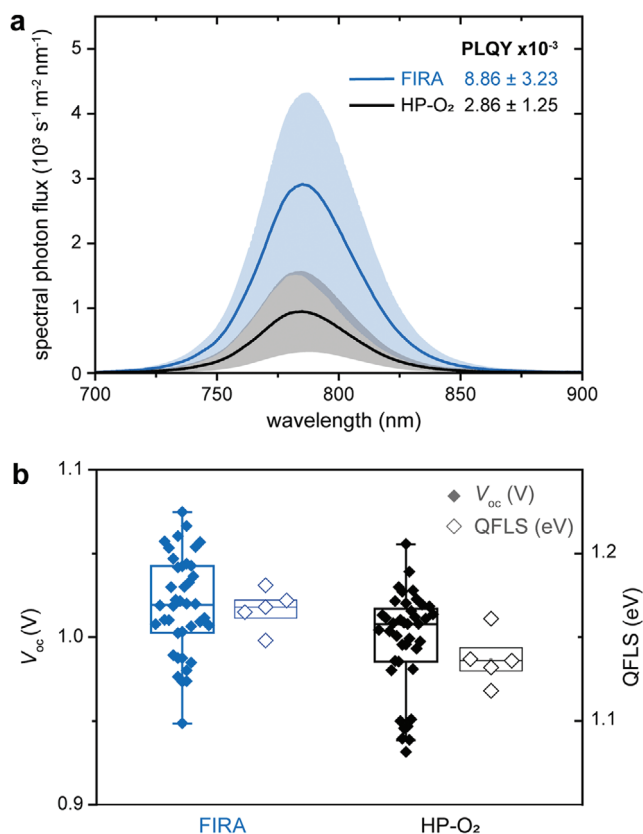 a
PLQY x10⁻³
FIRA 8.86 ± 3.23
HP-O₂ 2.86 ± 1.25
spectral photon flux (10³ s⁻¹ m⁻² nm⁻¹)
5
4
3
2
1
0
700 750 800 850 900
wavelength (nm)
b
Voc (V)
QFLS (eV)
Voc (V)
1.1
1.0
0.9
1.2
1.1
QFLS (eV)
FIRA HP-O₂